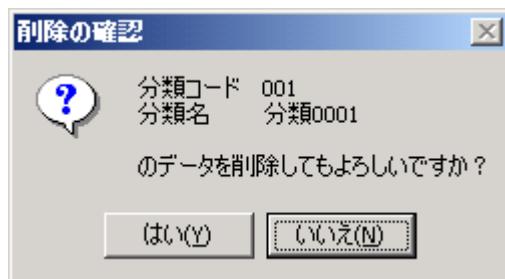 削除の確認
分類コード 001
分類名 分類0001
のデータを削除してもよろしいですか？
はい(Y) いいえ(N)